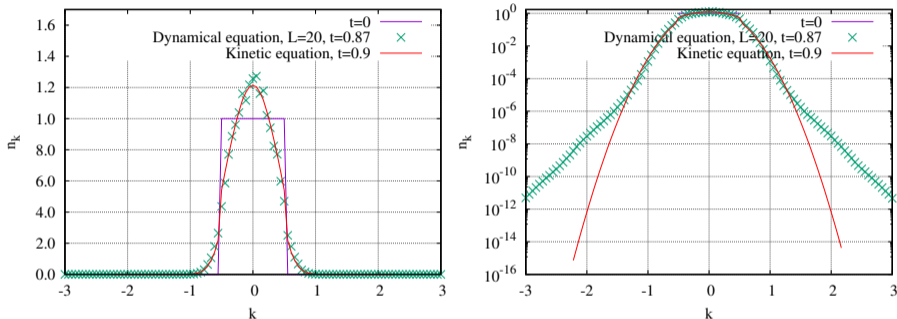 1.6
1.4
1.2
1.0
8.0
6.0
4.0
2.0
0.0
n_k
t=0
Dynamical equation, L=20, t=0.87
Kinetic equation, t=0.9
-3 -2 -1 0 1 2 3
k
10^0
10^-2
10^-4
10^-6
10^-8
10^-10
10^-12
10^-14
10^-16
n_k
t=0
Dynamical equation, L=20, t=0.87
Kinetic equation, t=0.9
-3 -2 -1 0 1 2 3
k